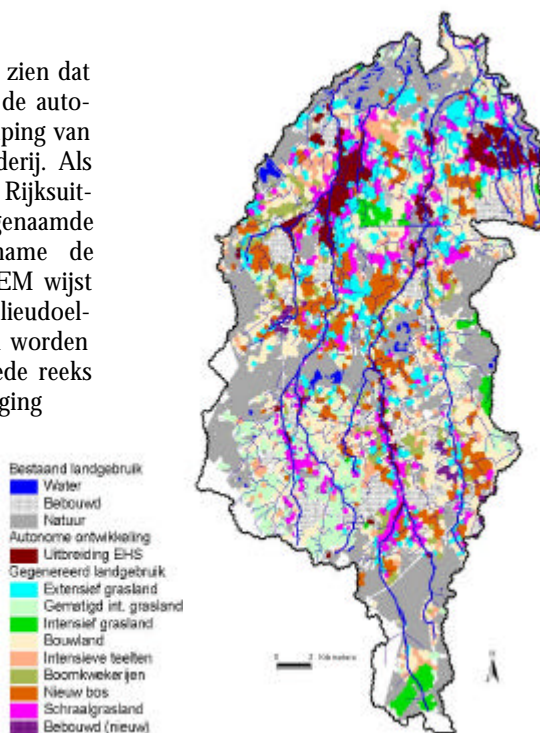 zien dat
de auto-
ping van
derij. Als
Rijksuit-
genaamde
name de
EM wijst
lieudoel-
worden
ede reeks
ging
Bestaand landgebruik
Water
Bebouwd
Natuur
Autonome ontwikkeling
Uitbreiding EHS
Gegenereerd landgebruik
Extensief grasland
Gematigd int. grasland
Intensief grasland
Bouwland
Intensieve teelten
Boomkwekerijen
Nieuw bos
Schraalgrasland
Bebouwd (nieuw)
0 2 Kilometers
N